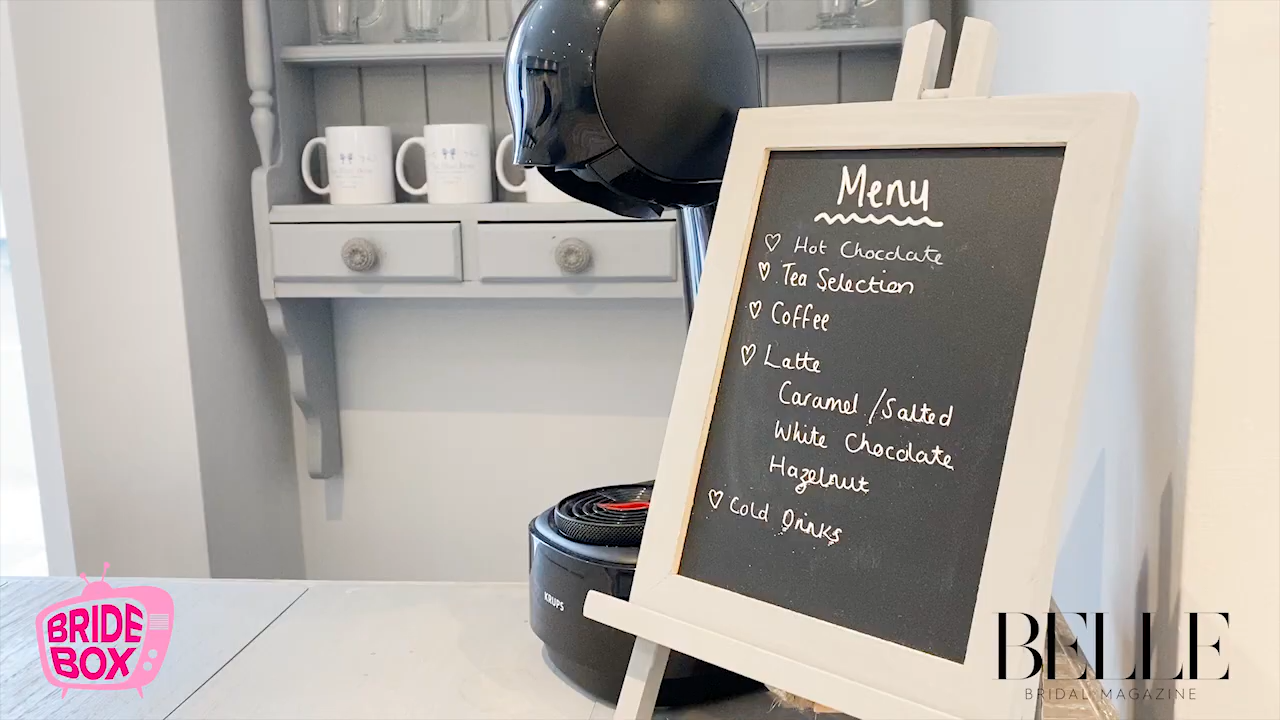 Menu
Hot Chocolate
Tea Selection
Coffee
Latte
Caramel / Salted
White Chocolate
Hazelnut
Cold Drinks
KRUPS
BRIDE
BOX
BELLE
BRIDAL MAGAZINE